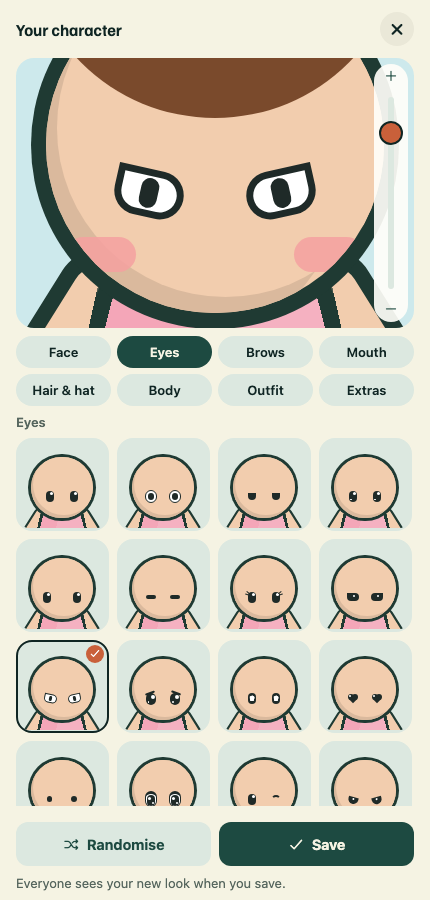 Your character
Face
Eyes
Brows
Mouth
Hair & hat
Body
Outfit
Extras
Eyes
Randomise
Save
Everyone sees your new look when you save.